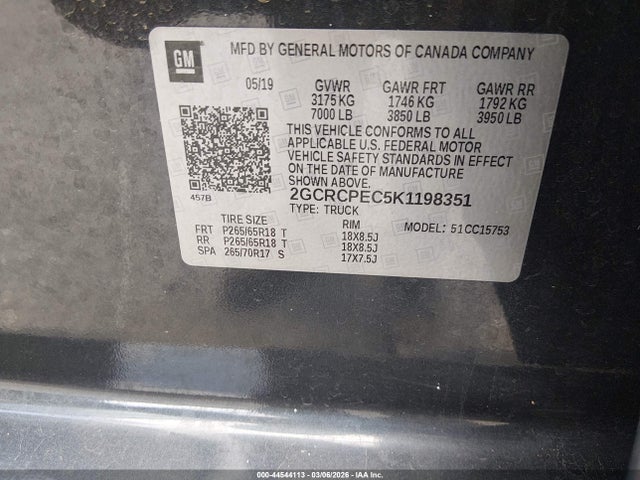 GM
MFD BY GENERAL MOTORS OF CANADA COMPANY
05/19 GVWR GAWR FRT GAWR RR
3175 KG 1746 KG 1792 KG
7000 LB 3850 LB 3950 LB
THIS VEHICLE CONFORMS TO ALL
APPLICABLE U.S. FEDERAL MOTOR
VEHICLE SAFETY STANDARDS IN EFFECT
ON THE DATE OF MANUFACTURE
SHOWN ABOVE.
457B
2GCRCPEC5K1198351
TYPE: TRUCK
TIRE SIZE RIM MODEL: 51CC15753
FRT P265/65R18 T 18X8.5J
RR P265/65R18 T 18X8.5J
SPA 265/70R17 S 17X7.5J
000-44544113 - 03/06/2026 - IAA Inc.